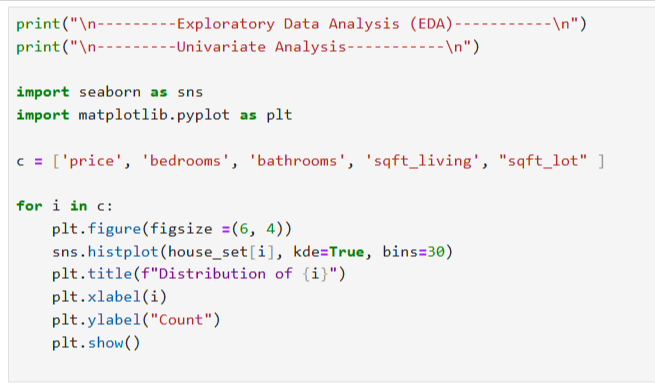 print("\n---------Exploratory Data Analysis (EDA)-----------\n")
print("\n---------Univariate Analysis-----------\n")
import seaborn as sns
import matplotlib.pyplot as plt
c = ['price', 'bedrooms', 'bathrooms', 'sqft_living', "sqft_lot" ]
for i in c:
    plt.figure(figsize =(6, 4))
    sns.histplot(house_set[i], kde=True, bins=30)
    plt.title(f"Distribution of {i}")
    plt.xlabel(i)
    plt.ylabel("Count")
    plt.show()